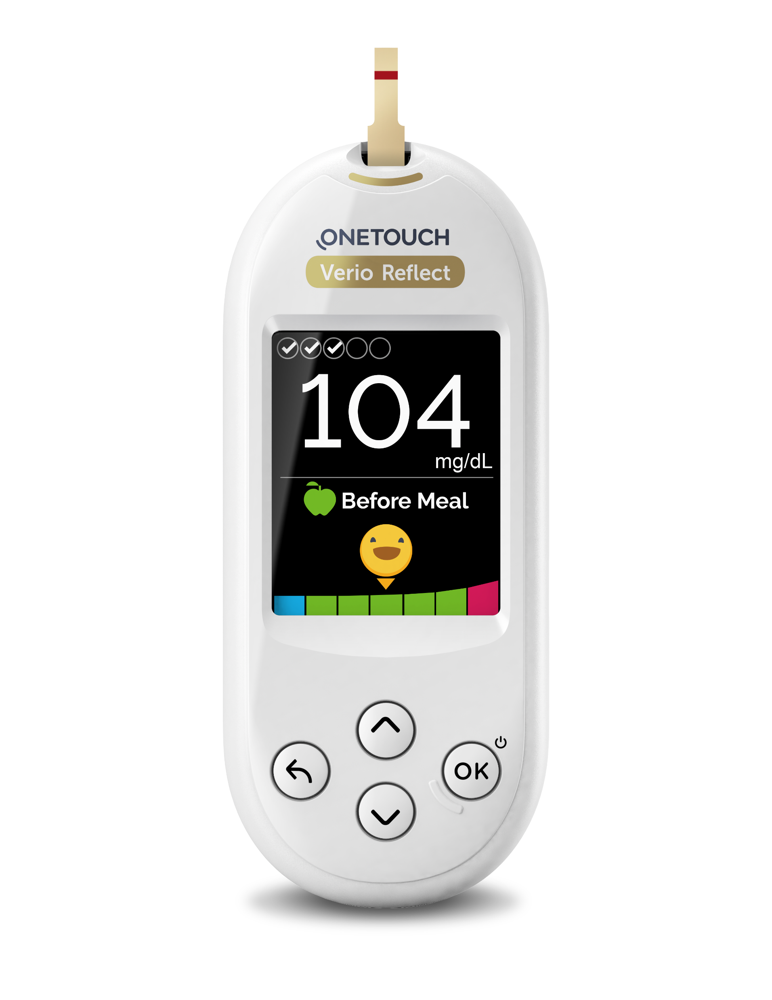 ONETOUCH
Verio Reflect
104
mg/dL
Before Meal
OK